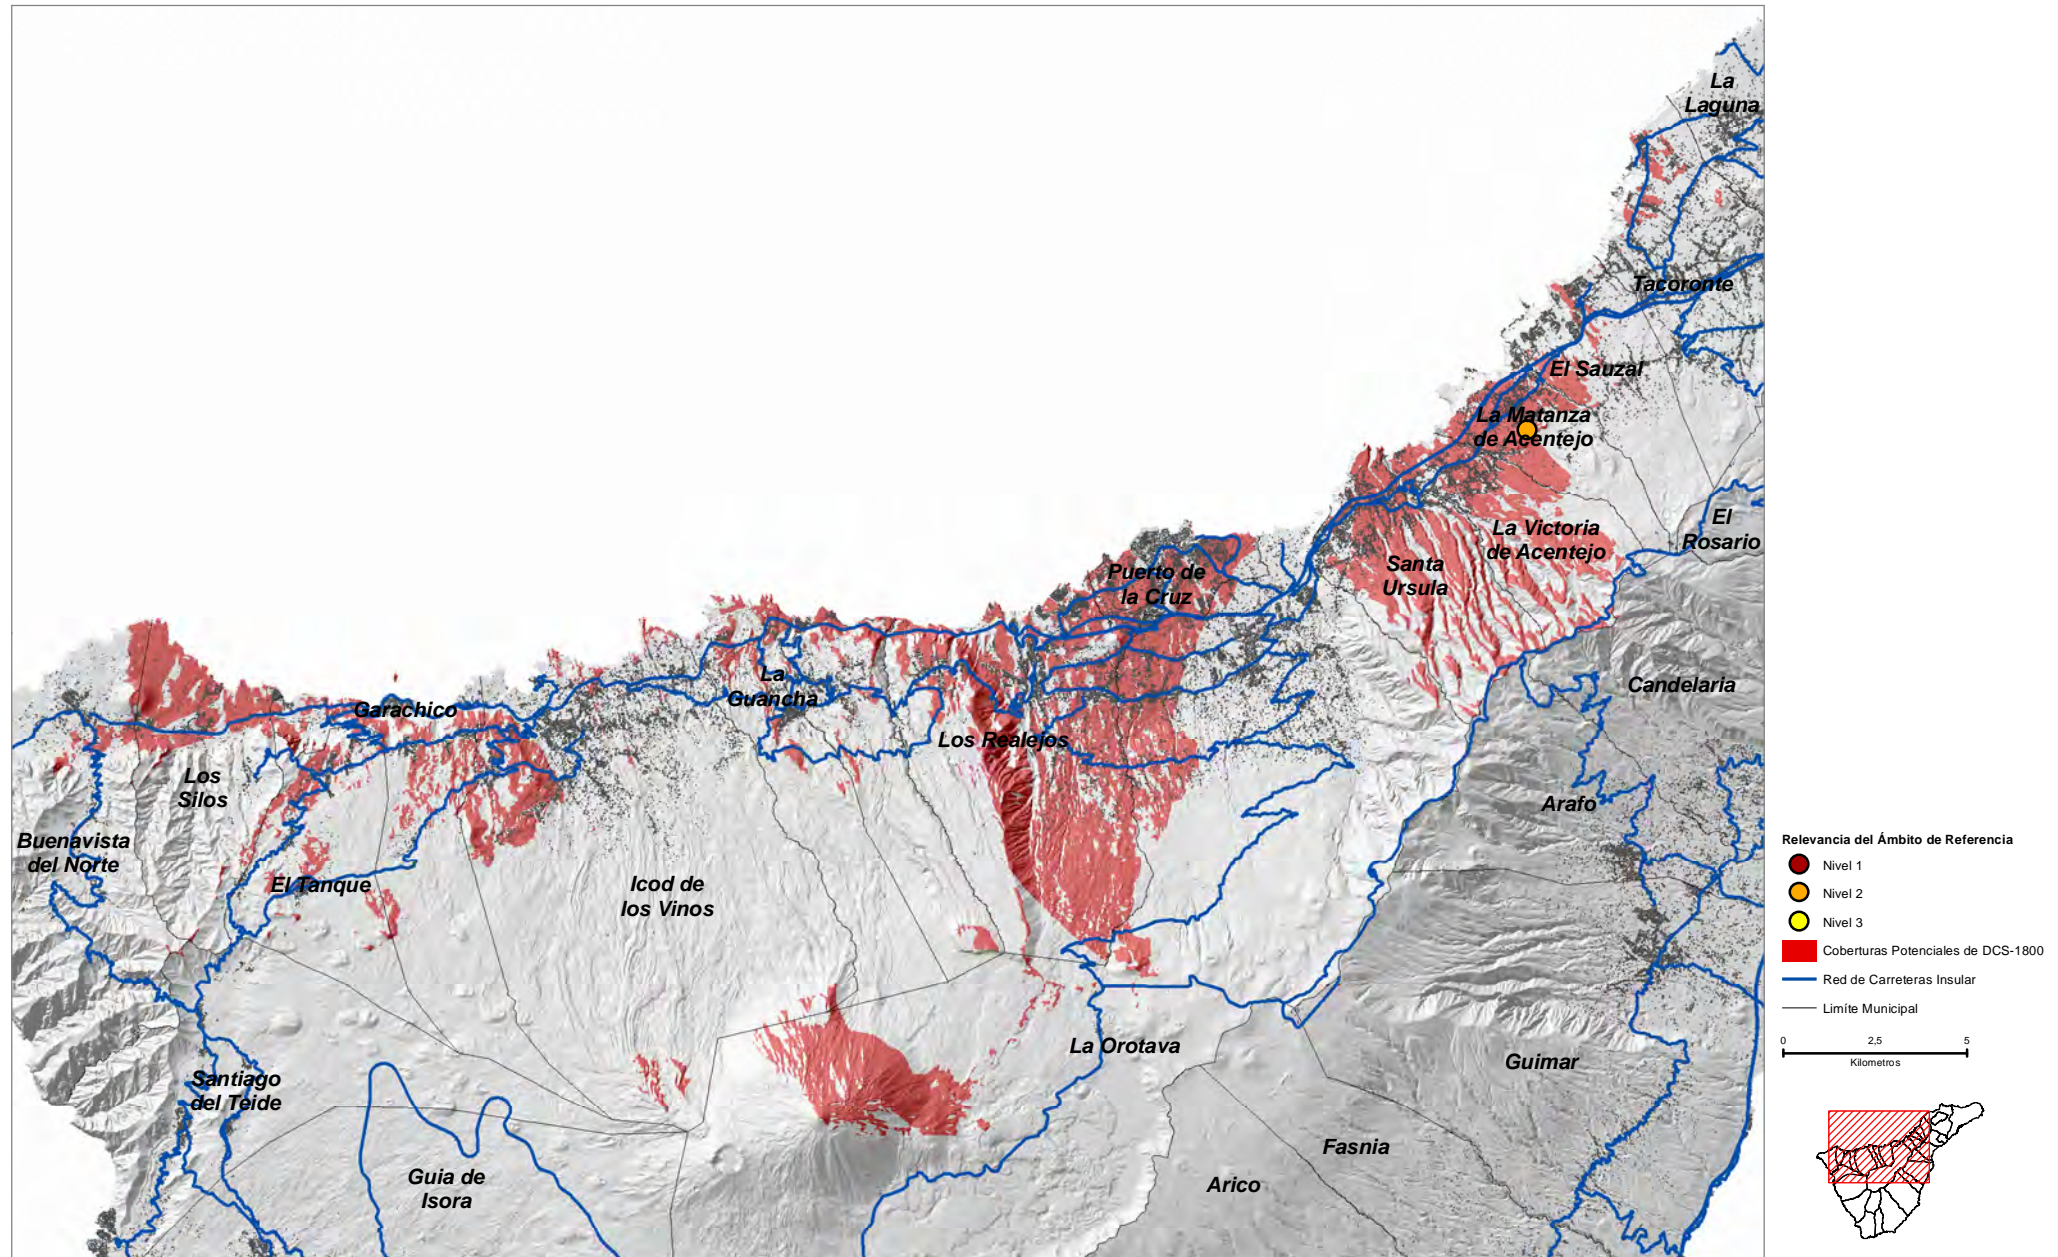 La
Laguna
Tacoronte
El Sauzal
La Matanza
de Acentejo
El
Rosario
La Victoria
de Acentejo
Santa
Ursula
Puerto de
la Cruz
Candelaria
La
Guancha
Garachico
Los Realejos
Los
Silos
Arafo
Buenavista
del Norte
El Tanque
Icod de
los Vinos
La Orotava
Guimar
Santiago
del Teide
Fasnia
Guia de
Isora
Arico
Relevancia del Ámbito de Referencia
Nivel 1
Nivel 2
Nivel 3
Coberturas Potenciales de DCS-1800
Red de Carreteras Insular
Limíte Municipal
0 2,5 5
Kilometros